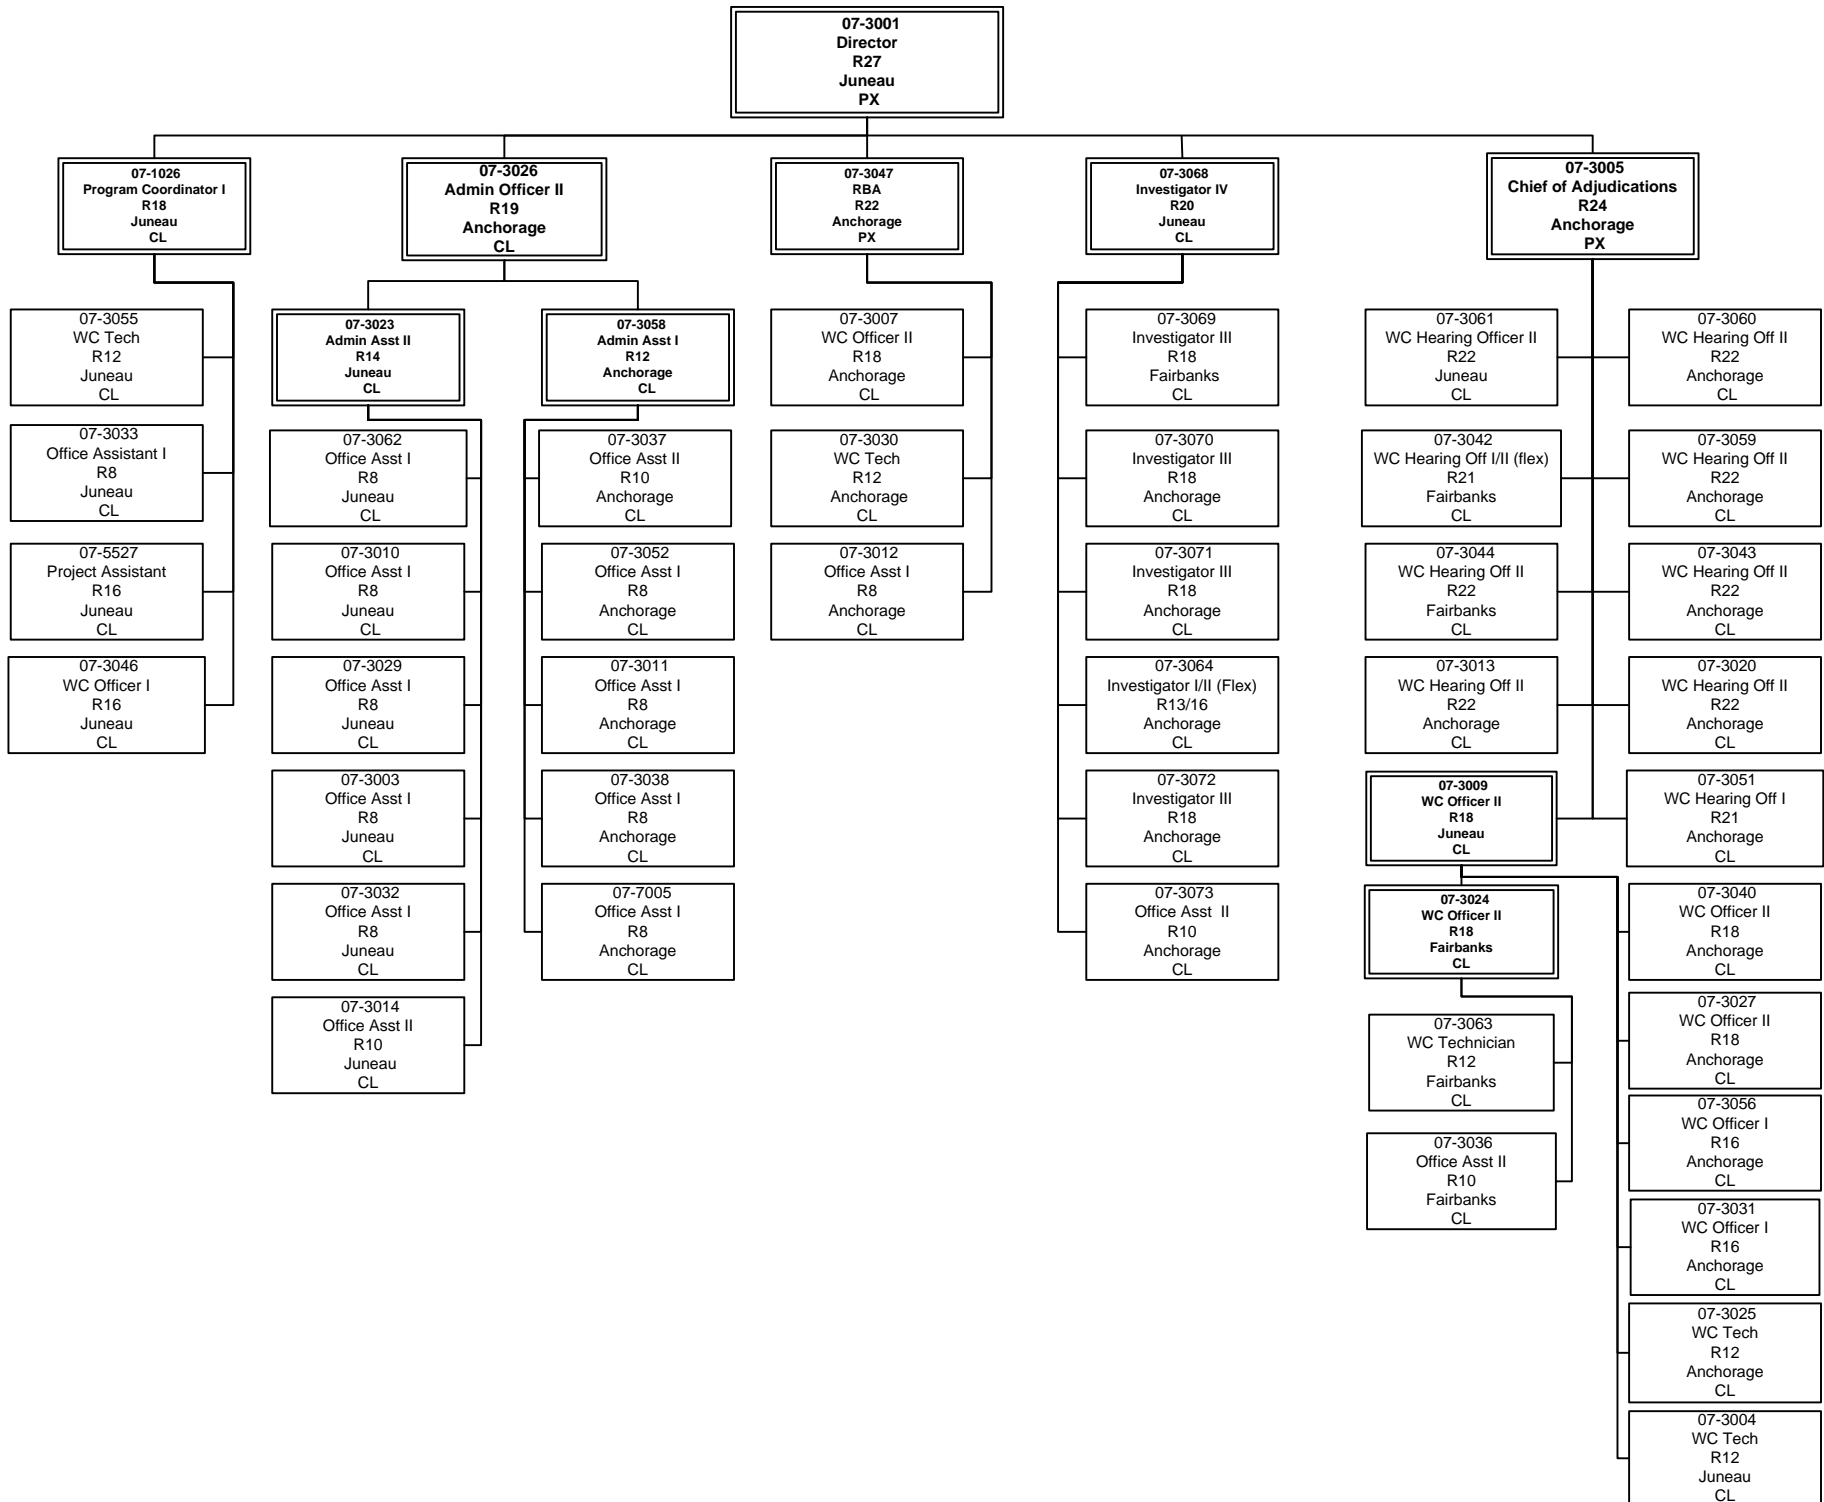 07-3001
Director
R27
Juneau
PX
07-1026
Program Coordinator I
R18
Juneau
CL
07-3026
Admin Officer II
R19
Anchorage
CL
07-3047
RBA
R22
Anchorage
PX
07-3068
Investigator IV
R20
Juneau
CL
07-3005
Chief of Adjudications
R24
Anchorage
PX
07-3055
WC Tech
R12
Juneau
CL
07-3033
Office Assistant I
R8
Juneau
CL
07-5527
Project Assistant
R16
Juneau
CL
07-3046
WC Officer I
R16
Juneau
CL
07-3023
Admin Asst II
R14
Juneau
CL
07-3062
Office Asst I
R8
Juneau
CL
07-3010
Office Asst I
R8
Juneau
CL
07-3029
Office Asst I
R8
Juneau
CL
07-3003
Office Asst I
R8
Juneau
CL
07-3032
Office Asst I
R8
Juneau
CL
07-3014
Office Asst II
R10
Juneau
CL
07-3058
Admin Asst I
R12
Anchorage
CL
07-3037
Office Asst II
R10
Anchorage
CL
07-3052
Office Asst I
R8
Anchorage
CL
07-3011
Office Asst I
R8
Anchorage
CL
07-3038
Office Asst I
R8
Anchorage
CL
07-7005
Office Asst I
R8
Anchorage
CL
07-3007
WC Officer II
R18
Anchorage
CL
07-3030
WC Tech
R12
Anchorage
CL
07-3012
Office Asst I
R8
Anchorage
CL
07-3069
Investigator III
R18
Fairbanks
CL
07-3070
Investigator III
R18
Anchorage
CL
07-3071
Investigator III
R18
Anchorage
CL
07-3064
Investigator I/II (Flex)
R13/16
Anchorage
CL
07-3072
Investigator III
R18
Anchorage
CL
07-3073
Office Asst II
R10
Anchorage
CL
07-3061
WC Hearing Officer II
R22
Juneau
CL
07-3042
WC Hearing Off I/II (flex)
R21
Fairbanks
CL
07-3044
WC Hearing Off II
R22
Fairbanks
CL
07-3013
WC Hearing Off II
R22
Anchorage
CL
07-3009
WC Officer II
R18
Juneau
CL
07-3024
WC Officer II
R18
Fairbanks
CL
07-3063
WC Technician
R12
Fairbanks
CL
07-3036
Office Asst II
R10
Fairbanks
CL
07-3060
WC Hearing Off II
R22
Anchorage
CL
07-3059
WC Hearing Off II
R22
Anchorage
CL
07-3043
WC Hearing Off II
R22
Anchorage
CL
07-3020
WC Hearing Off II
R22
Anchorage
CL
07-3051
WC Hearing Off I
R21
Anchorage
CL
07-3040
WC Officer II
R18
Anchorage
CL
07-3027
WC Officer II
R18
Anchorage
CL
07-3056
WC Officer I
R16
Anchorage
CL
07-3031
WC Officer I
R16
Anchorage
CL
07-3025
WC Tech
R12
Anchorage
CL
07-3004
WC Tech
R12
Juneau
CL